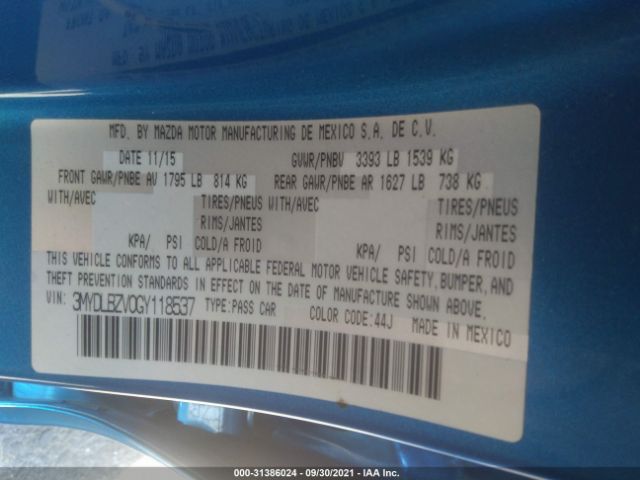 MFD. BY MAZDA MOTOR MANUFACTURING DE MEXICO S.A. DE C.V.
DATE 11/15 GVWR/PNBV 3393 LB 1539 KG
FRONT GAWR/PNBE AV 1795 LB 814 KG REAR GAWR/PNBE AR 1627 LB 738 KG
WITH/AVEC TIRES/PNEUS WITH/AVEC TIRES/PNEUS
RIMS/JANTES RIMS/JANTES
KPA/ PSI COLD/A FROID KPA/ PSI COLD/A FROID
THIS VEHICLE CONFORMS TO ALL APPLICABLE FEDERAL MOTOR VEHICLE SAFETY, BUMPER, AND
THEFT PREVENTION STANDARDS IN EFFECT ON THE DATE OF MANUFACTURE SHOWN ABOVE.
VIN: 3MYDLBZV0GY118537 TYPE: PASS CAR COLOR CODE: 44J MADE IN MEXICO
000-31386024 | 09/30/2021 | IAA Inc.